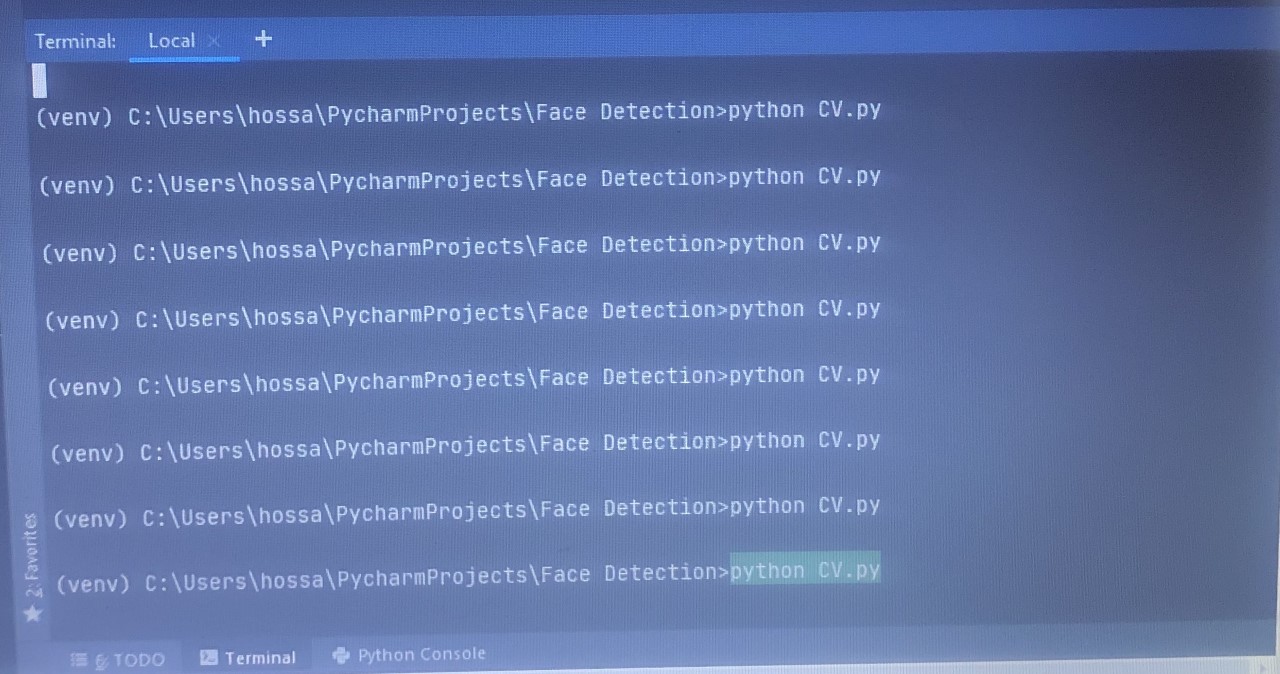 Terminal: Local × +
(venv) C:\Users\hossa\PycharmProjects\Face Detection>python CV.py
(venv) C:\Users\hossa\PycharmProjects\Face Detection>python CV.py
(venv) C:\Users\hossa\PycharmProjects\Face Detection>python CV.py
(venv) C:\Users\hossa\PycharmProjects\Face Detection>python CV.py
(venv) C:\Users\hossa\PycharmProjects\Face Detection>python CV.py
(venv) C:\Users\hossa\PycharmProjects\Face Detection>python CV.py
(venv) C:\Users\hossa\PycharmProjects\Face Detection>python CV.py
(venv) C:\Users\hossa\PycharmProjects\Face Detection>python CV.py
2: Favorites
6: TODO Terminal Python Console